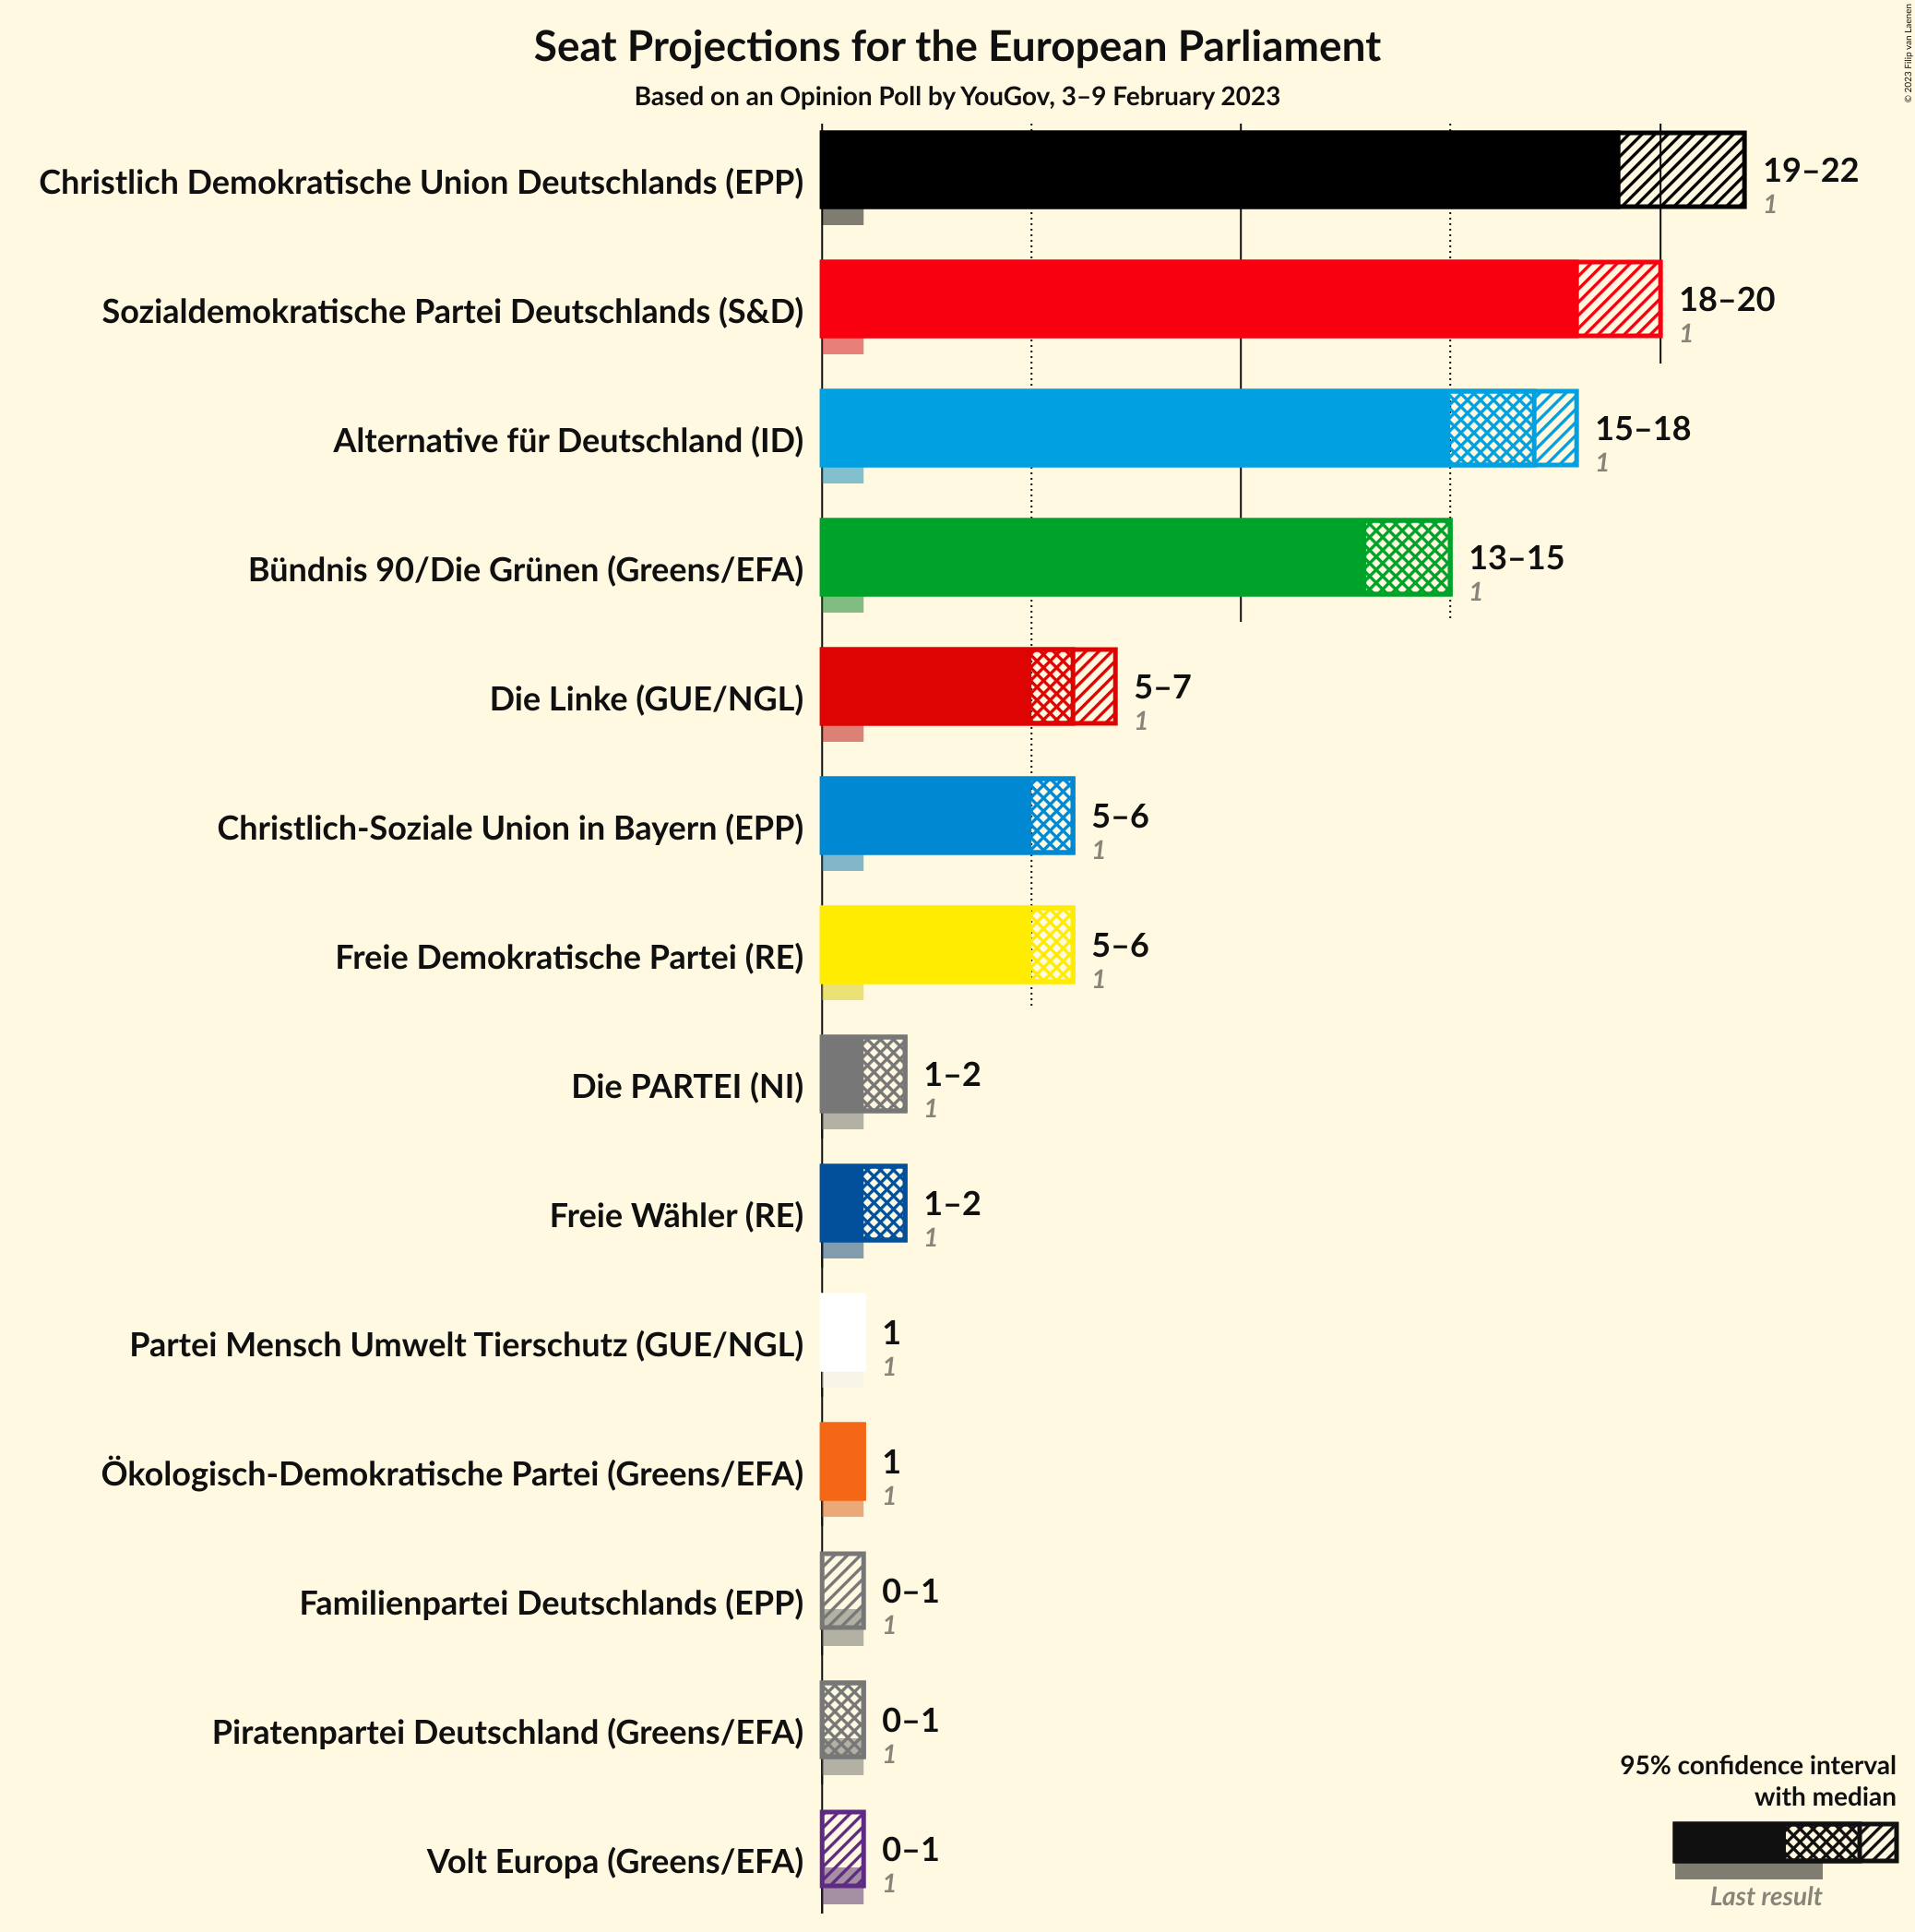 Seat Projections for the European Parliament
Based on an Opinion Poll by YouGov, 3–9 February 2023
© 2023 Filip van Laenen
Christlich Demokratische Union Deutschlands (EPP)
19–22
1
Sozialdemokratische Partei Deutschlands (S&D)
18–20
1
Alternative für Deutschland (ID)
15–18
1
Bündnis 90/Die Grünen (Greens/EFA)
13–15
1
Die Linke (GUE/NGL)
5–7
1
Christlich-Soziale Union in Bayern (EPP)
5–6
1
Freie Demokratische Partei (RE)
5–6
1
Die PARTEI (NI)
1–2
1
Freie Wähler (RE)
1–2
1
Partei Mensch Umwelt Tierschutz (GUE/NGL)
1
1
Ökologisch-Demokratische Partei (Greens/EFA)
1
1
Familienpartei Deutschlands (EPP)
0–1
1
Piratenpartei Deutschland (Greens/EFA)
0–1
1
Volt Europa (Greens/EFA)
0–1
1
95% confidence interval
with median
Last result